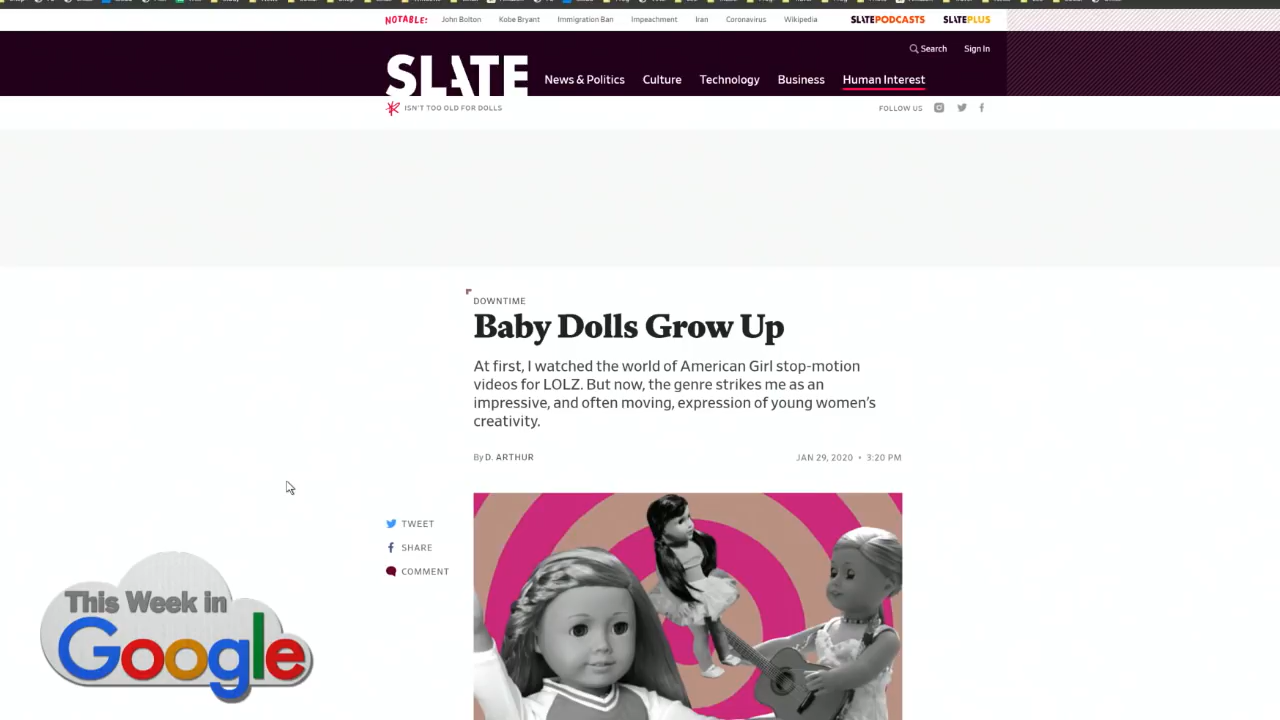 NOTABLE: John Bolton Kobe Bryant Immigration Ban Impeachment Iran Coronavirus Wikipedia SLATEPODCASTS SLATEPLUS
Search Sign In
SLATE News & Politics Culture Technology Business Human Interest
ISN'T TOO OLD FOR DOLLS FOLLOW US
DOWNTIME
Baby Dolls Grow Up
At first, I watched the world of American Girl stop-motion
videos for LOLZ. But now, the genre strikes me as an
impressive, and often moving, expression of young women's
creativity.
By D. ARTHUR JAN 29, 2020 • 3:20 PM
TWEET
SHARE
COMMENT
This Week in
Google